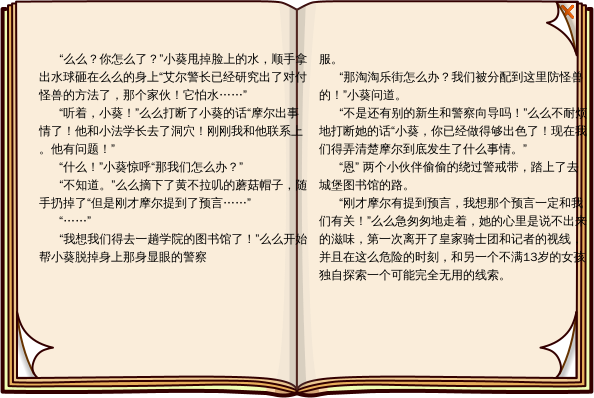 “么么？你怎么了？”小葵甩掉脸上的水，顺手拿
出水球砸在么么的身上“艾尔警长已经研究出了对付
怪兽的方法了，那个家伙！它怕水······”
“听着，小葵！”么么打断了小葵的话“摩尔出事
情了！他和小法学长去了洞穴！刚刚我和他联系上
。他有问题！”
“什么！”小葵惊呼“那我们怎么办？”
“不知道。”么么摘下了黄不拉叽的蘑菇帽子，随
手扔掉了“但是刚才摩尔提到了预言······”
“······”
“我想我们得去一趟学院的图书馆了！”么么开始
帮小葵脱掉身上那身显眼的警察
服。
“那淘淘乐街怎么办？我们被分配到这里防怪兽
的！”小葵问道。
“不是还有别的新生和警察向导吗！”么么不耐烦
地打断她的话“小葵，你已经做得够出色了！现在我
们得弄清楚摩尔到底发生了什么事情。”
“恩” 两个小伙伴偷偷的绕过警戒带，踏上了去
城堡图书馆的路。
“刚才摩尔有提到预言，我想那个预言一定和我
们有关！”么么急匆匆地走着，她的心里是说不出来
的滋味，第一次离开了皇家骑士团和记者的视线
并且在这么危险的时刻，和另一个不满13岁的女孩
独自探索一个可能完全无用的线索。